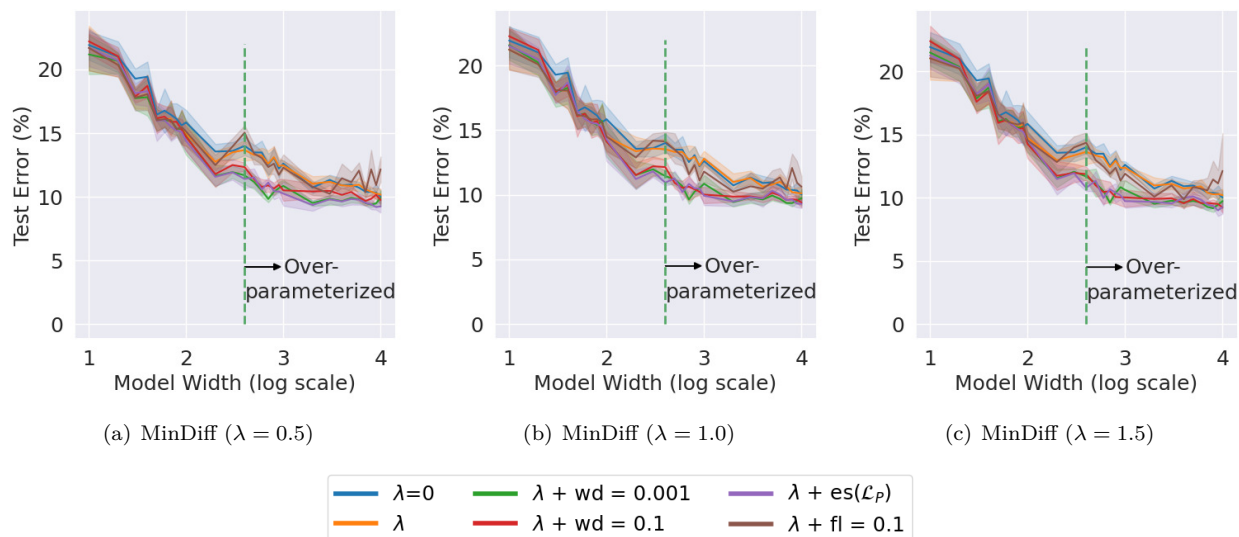 Test Error (%)
20
15
10
5
0
Over-
parameterized
1 2 3 4
Model Width (log scale)
(a) MinDiff (λ = 0.5)
Test Error (%)
20
15
10
5
0
Over-
parameterized
1 2 3 4
Model Width (log scale)
(b) MinDiff (λ = 1.0)
Test Error (%)
20
15
10
5
0
Over-
parameterized
1 2 3 4
Model Width (log scale)
(c) MinDiff (λ = 1.5)
λ=0 λ + wd = 0.001 λ + es(ℒ_P)
λ λ + wd = 0.1 λ + fl = 0.1